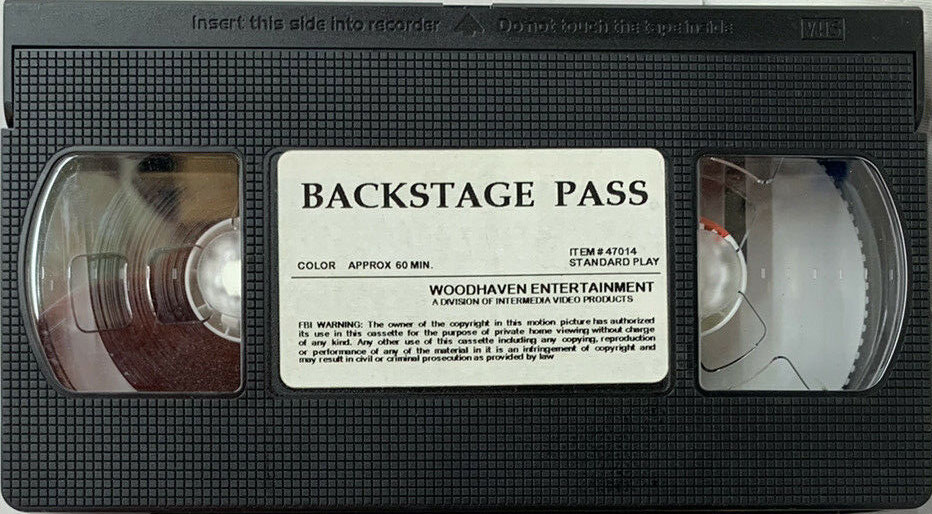 Insert this side into recorder Do not touch the tape inside VHS
BACKSTAGE PASS
ITEM # 47014
COLOR APPROX 60 MIN. STANDARD PLAY
WOODHAVEN ENTERTAINMENT
A DIVISION OF INTERMEDIA VIDEO PRODUCTS
FBI WARNING: The owner of the copyright in this motion picture has authorized
its use in this cassette for the purpose of private home viewing without charge
of any kind. Any other use of this cassette including any copying, reproduction
or performance of any of the material in it is an infringement of copyright and
may result in civil or criminal prosecution as provided by law